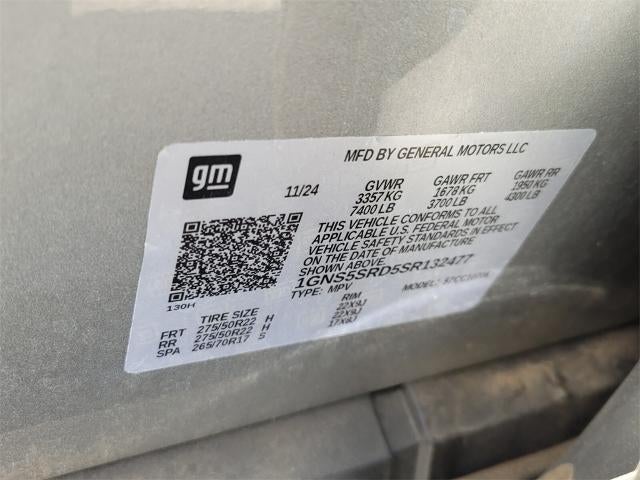 gm
MFD BY GENERAL MOTORS LLC
11/24
GVWR GAWR FRT GAWR RR
3357 KG 1678 KG 1950 KG
7400 LB 3700 LB 4300 LB
THIS VEHICLE CONFORMS TO ALL
APPLICABLE U.S. FEDERAL MOTOR
VEHICLE SAFETY STANDARDS IN EFFECT
ON THE DATE OF MANUFACTURE
SHOWN ABOVE.
1GNS5SRD5SR132477
TYPE: MPV MODEL:
130H
TIRE SIZE RIM
FRT 275/50R22 H 22X9J
RR 275/50R22 H 22X9J
SPA 265/70R17 S 17X8J